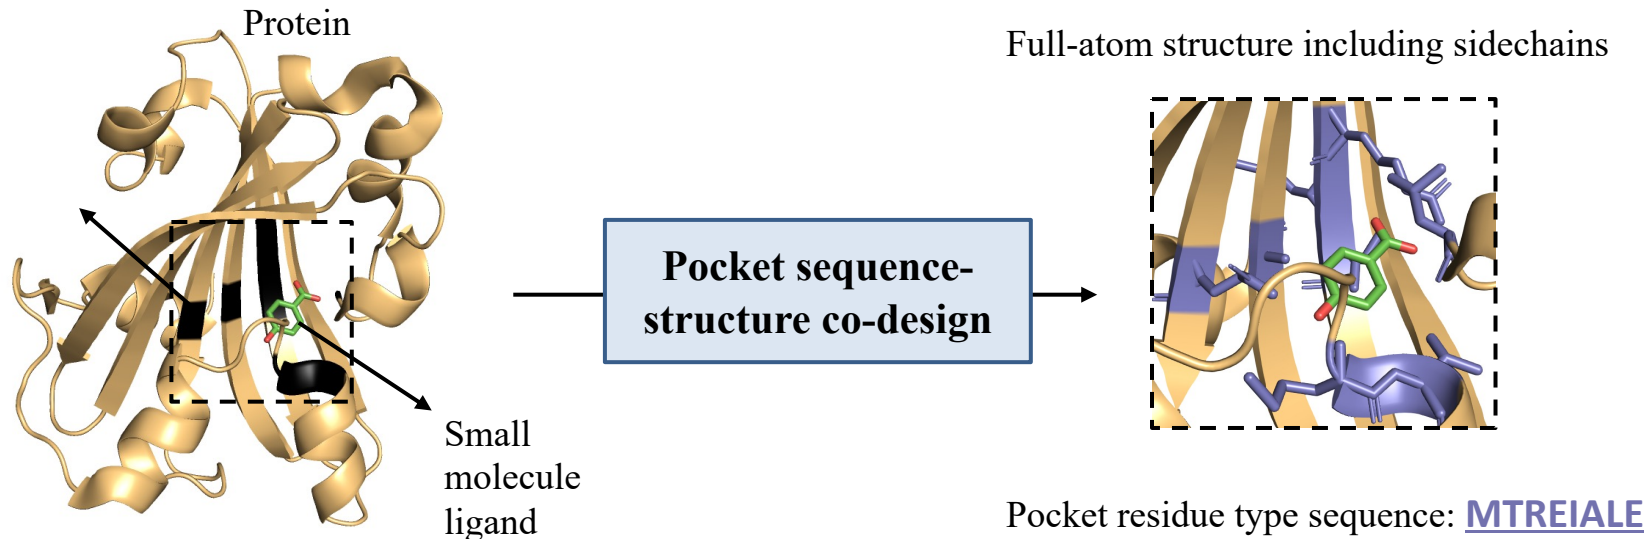 Protein
Full-atom structure including sidechains
Pocket sequence-
structure co-design
Small
molecule
ligand
Pocket residue type sequence: MTREIALE